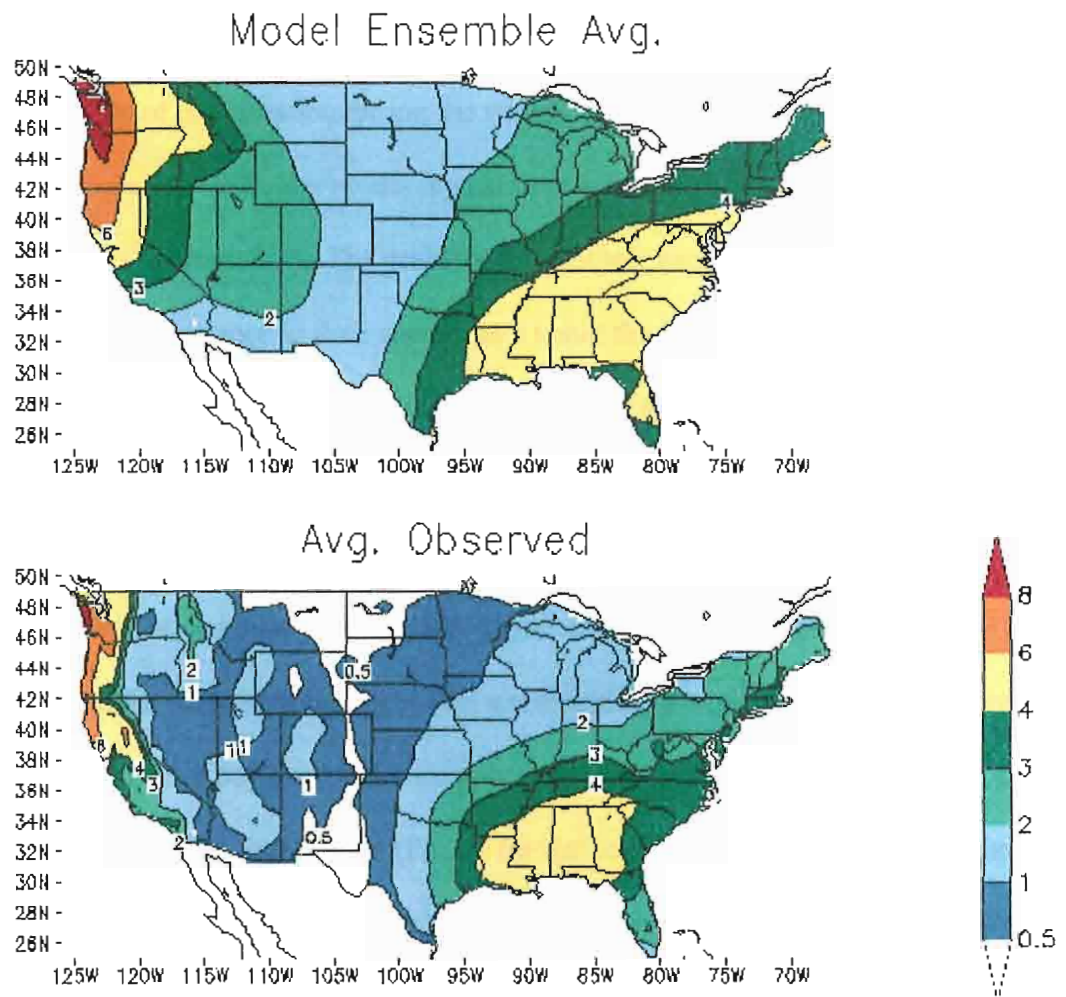 Model Ensemble Avg.
50N
48N
46N
44N
42N
40N
38N
36N
34N
32N
30N
28N
26N
6
3
2
4
125W 120W 115W 110W 105W 100W 95W 90W 85W 80W 75W 70W
Avg. Observed
50N
48N
46N
44N
42N
40N
38N
36N
34N
32N
30N
28N
26N
2
1
0.5
2
1
1
3
4
8
4
3
1
0.5
2
125W 120W 115W 110W 105W 100W 95W 90W 85W 80W 75W 70W
8
6
4
3
2
1
0.5